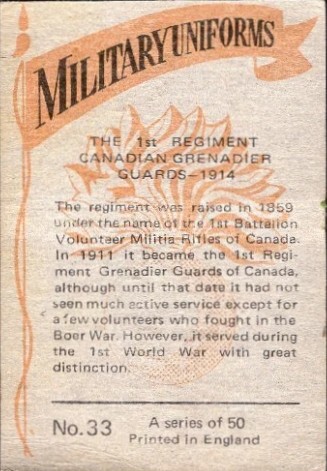 MILITARY UNIFORMS
THE 1st REGIMENT
CANADIAN GRENADIER
GUARDS—1914
The regiment was raised in 1859
under the name of the 1st Battalion
Volunteer Militia Rifles of Canada.
In 1911 it became the 1st Regi-
ment Grenadier Guards of Canada,
although until that date it had not
seen much active service except for
a few volunteers who fought in the
Boer War. However, it served during
the 1st World War with great
distinction.
No.33
A series of 50
Printed in England